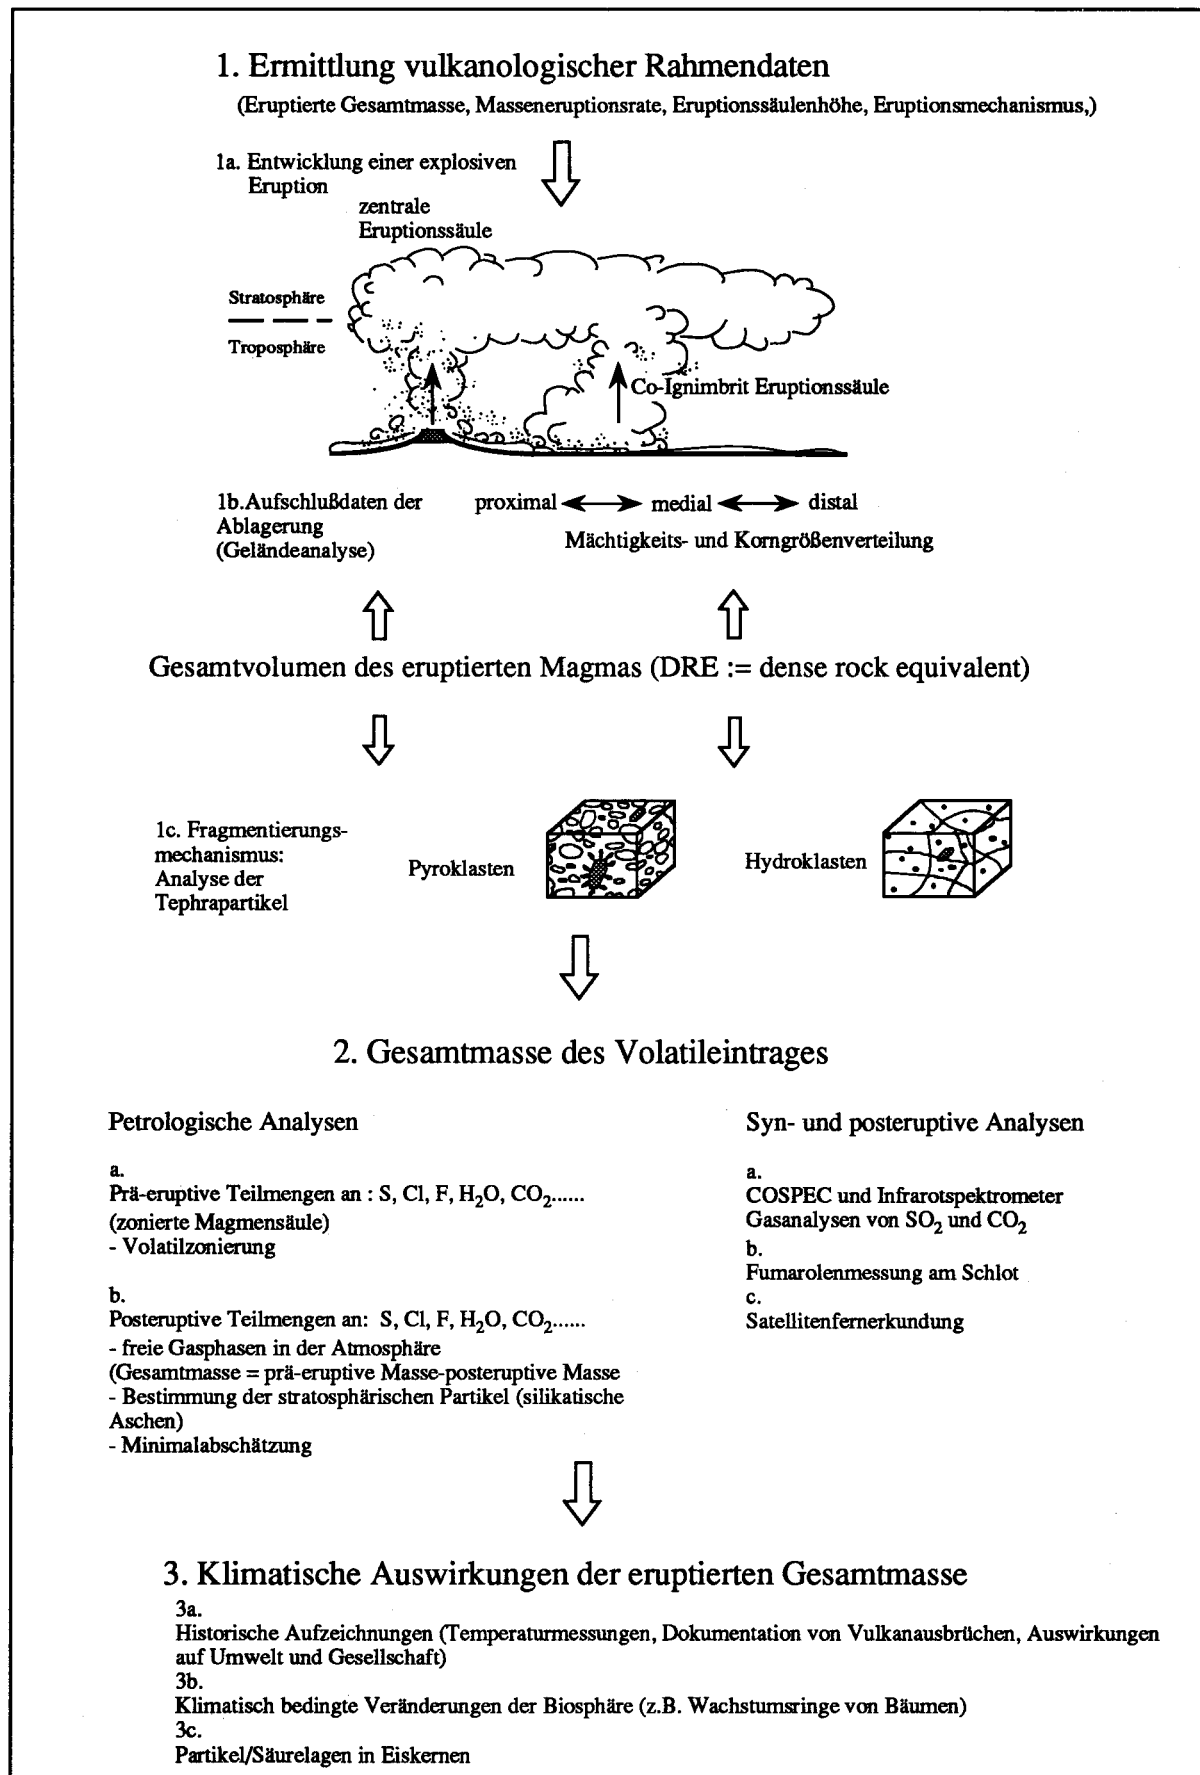 1. Ermittlung vulkanologischer Rahmendaten
(Eruptierte Gesamtmasse, Masseneruptionsrate, Eruptionssäulenhöhe, Eruptionsmechanismus,)
1a. Entwicklung einer explosiven
Eruption
zentrale
Eruptionssäule
Stratosphäre
Troposphäre
Co-Ignimbrit Eruptionssäule
1b.Aufschlußdaten der
Ablagerung
(Geländeanalyse)
proximal medial distal
Mächtigkeits- und Korngrößenverteilung
Gesamtvolumen des eruptierten Magmas (DRE := dense rock equivalent)
1c. Fragmentierungs-
mechanismus:
Analyse der
Tephrapartikel
Pyroklasten
Hydroklasten
2. Gesamtmasse des Volatileintrages
Petrologische Analysen
a.
Prä-eruptive Teilmengen an : S, Cl, F, H₂O, CO₂......
(zonierte Magmensäule)
- Volatilzonierung
b.
Posteruptive Teilmengen an: S, Cl, F, H₂O, CO₂......
- freie Gasphasen in der Atmosphäre
(Gesamtmasse = prä-eruptive Masse-posteruptive Masse
- Bestimmung der stratosphärischen Partikel (silikatische
Aschen)
- Minimalabschätzung
Syn- und posteruptive Analysen
a.
COSPEC und Infrarotspektrometer
Gasanalysen von SO₂ und CO₂
b.
Fumarolenmessung am Schlot
c.
Satellitenfernerkundung
3. Klimatische Auswirkungen der eruptierten Gesamtmasse
3a.
Historische Aufzeichnungen (Temperaturmessungen, Dokumentation von Vulkanausbrüchen, Auswirkungen
auf Umwelt und Gesellschaft)
3b.
Klimatisch bedingte Veränderungen der Biosphäre (z.B. Wachstumsringe von Bäumen)
3c.
Partikel/Säurelagen in Eiskernen